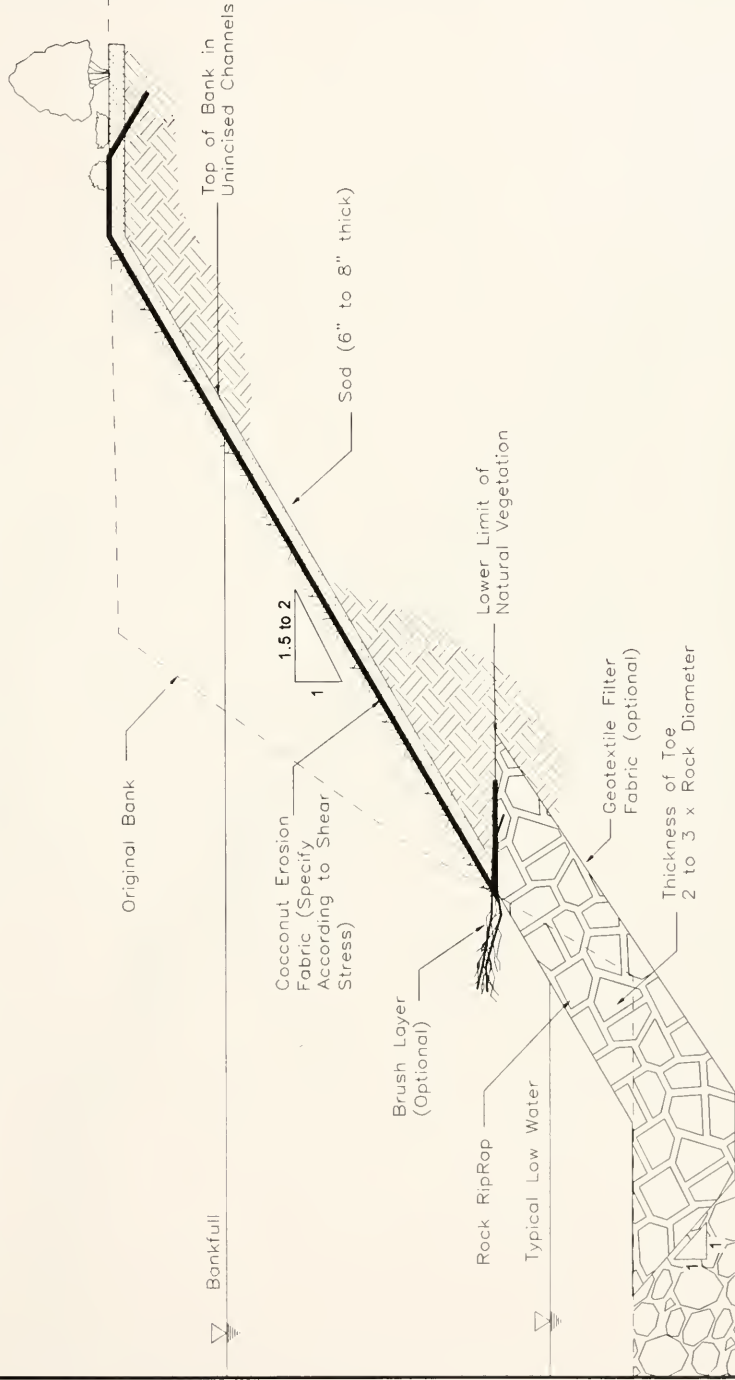 Original Bank
Top of Bank in
Unincised Channels
Bankfull
Sod (6" to 8" thick)
1.5 to 2
1
Cocconut Erosion
Fabric (Specify
According to Shear
Stress)
Lower Limit of
Natural Vegetation
Brush Layer
(Optional)
Rock RipRap
Typical Low Water
Geotextile Filter
Fabric (optional)
Thickness of Toe
2 to 3 x Rock Diameter
1
1